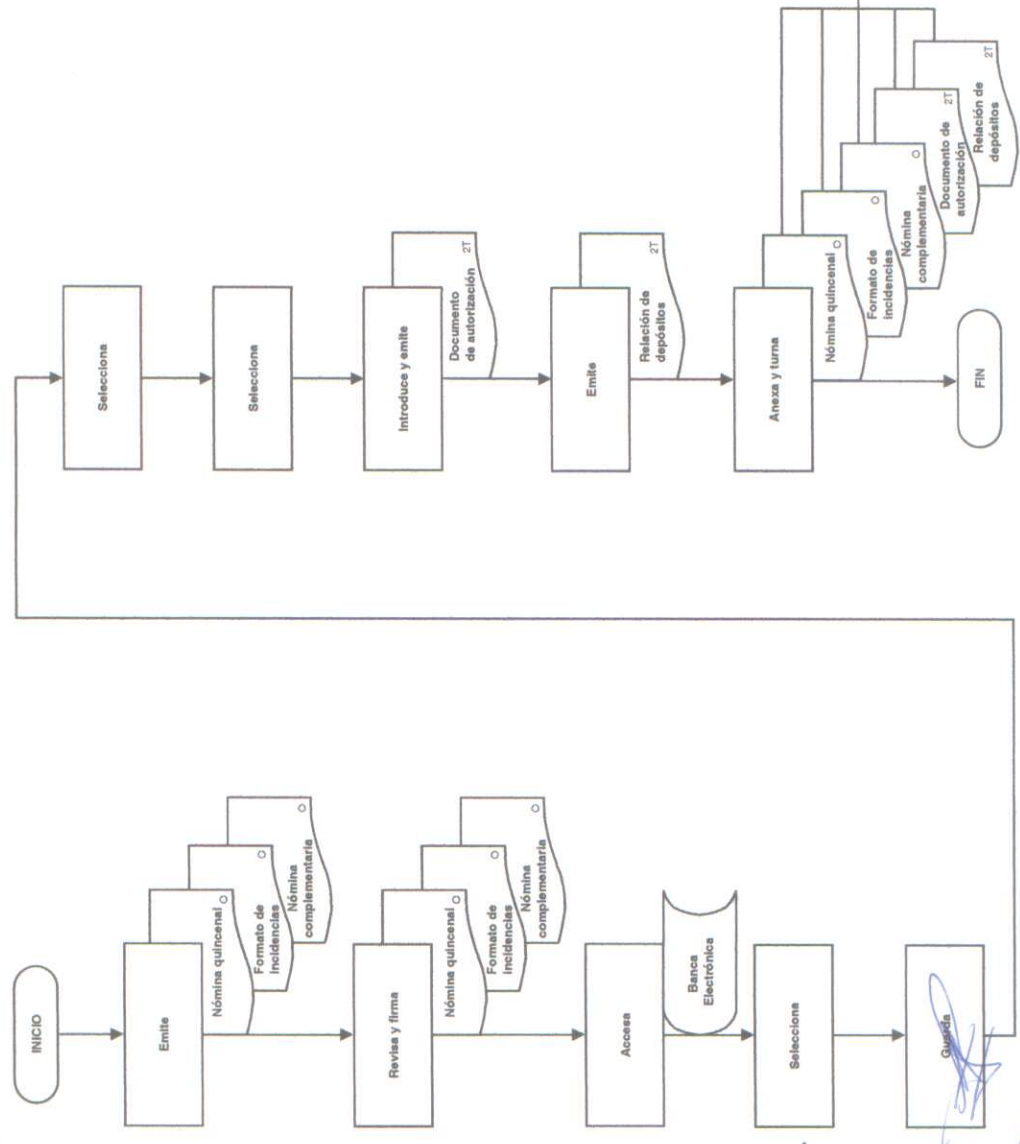 INICIO
Emite
Nómina quincenal O
Formato de
incidencias O
Nómina
complementaria O
Revisa y firma
Nómina quincenal O
Formato de
incidencias O
Nómina
complementaria O
Accesa
Banca
Electrónica
Selecciona
Guarda
Selecciona
Selecciona
Introduce y emite
Documento
de autorización 2T
Emite
Relación de
depósitos 2T
Anexa y turna
Nómina quincenal O
Formato de
incidencias O
Nómina
complementaria O
Documento de
autorización 2T
Relación de
depósitos 2T
FIN